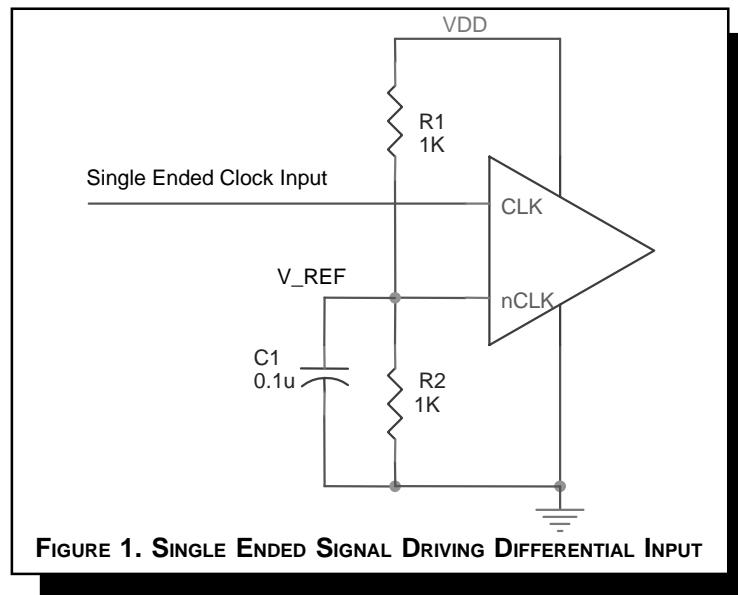 VDD
R1
1K
Single Ended Clock Input
CLK
V_REF
nCLK
C1
0.1u
R2
1K
FIGURE 1. SINGLE ENDED SIGNAL DRIVING DIFFERENTIAL INPUT